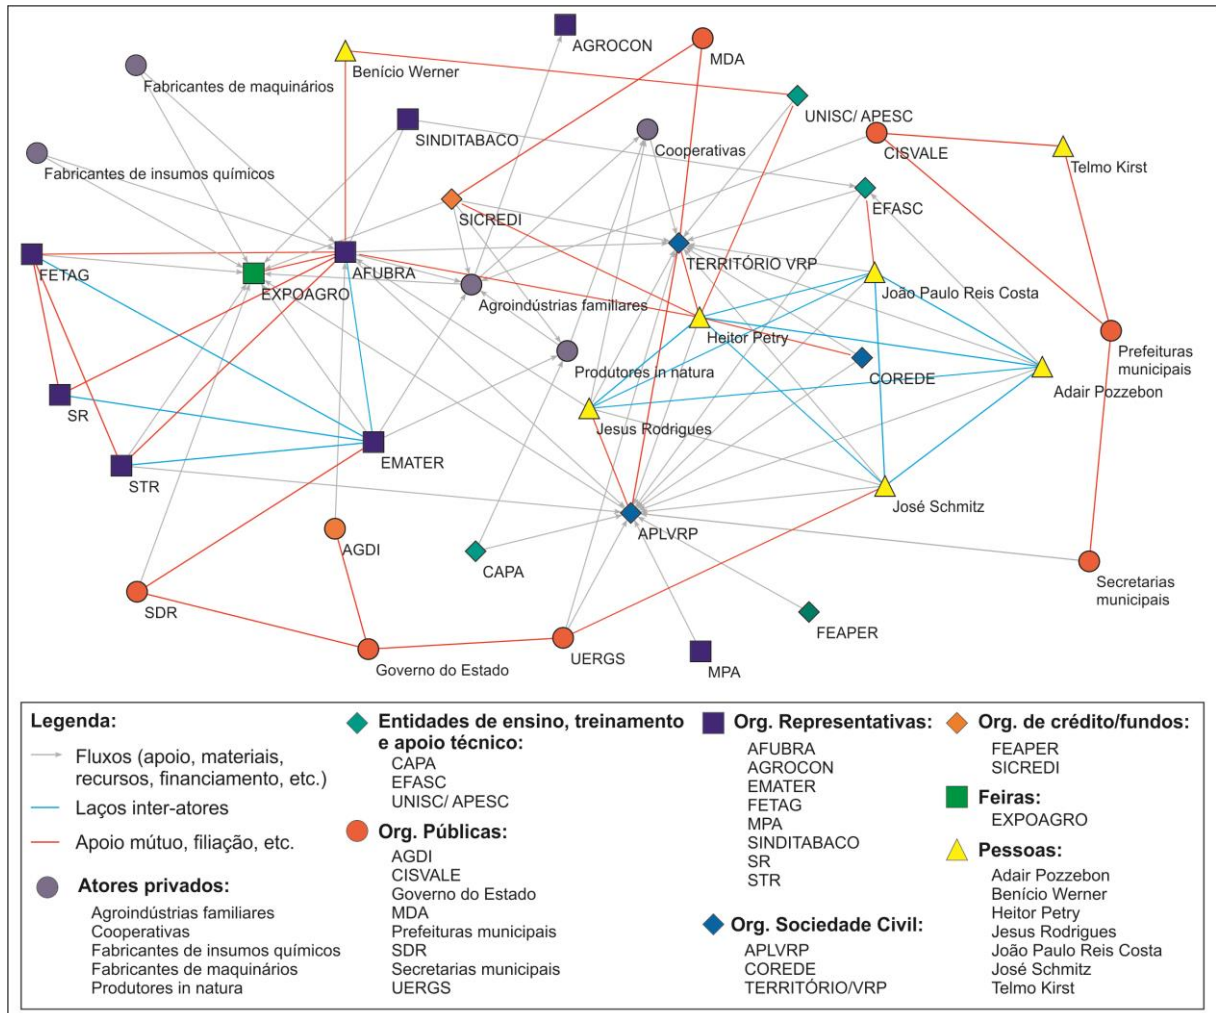 AGROCON
MDA
Benício Werner
Fabricantes de maquinários
UNISC/ APESC
SINDITABACO
Cooperativas
CISVALE
Telmo Kirst
Fabricantes de insumos químicos
EFASC
SICREDI
TERRITÓRIO VRP
FETAG
AFUBRA
EXPOAGRO
João Paulo Reis Costa
Agroindústrias familiares
Heitor Petry
Prefeituras
municipais
Produtores in natura
COREDE
Adair Pozzebon
SR
Jesus Rodrigues
EMATER
STR
José Schmitz
APLVRP
AGDI
CAPA
Secretarias
municipais
SDR
FEAPER
Governo do Estado
UERGS
MPA
Legenda:
Fluxos (apoio, materiais,
recursos, financiamento, etc.)
Laços inter-atores
Apoio mútuo, filiação, etc.
Atores privados:
Agroindústrias familiares
Cooperativas
Fabricantes de insumos químicos
Fabricantes de maquinários
Produtores in natura
Entidades de ensino, treinamento
e apoio técnico:
CAPA
EFASC
UNISC/ APESC
Org. Públicas:
AGDI
CISVALE
Governo do Estado
MDA
Prefeituras municipais
SDR
Secretarias municipais
UERGS
Org. Representativas:
AFUBRA
AGROCON
EMATER
FETAG
MPA
SINDITABACO
SR
STR
Org. Sociedade Civil:
APLVRP
COREDE
TERRITÓRIO/VRP
Org. de crédito/fundos:
FEAPER
SICREDI
Feiras:
EXPOAGRO
Pessoas:
Adair Pozzebon
Benício Werner
Heitor Petry
Jesus Rodrigues
João Paulo Reis Costa
José Schmitz
Telmo Kirst